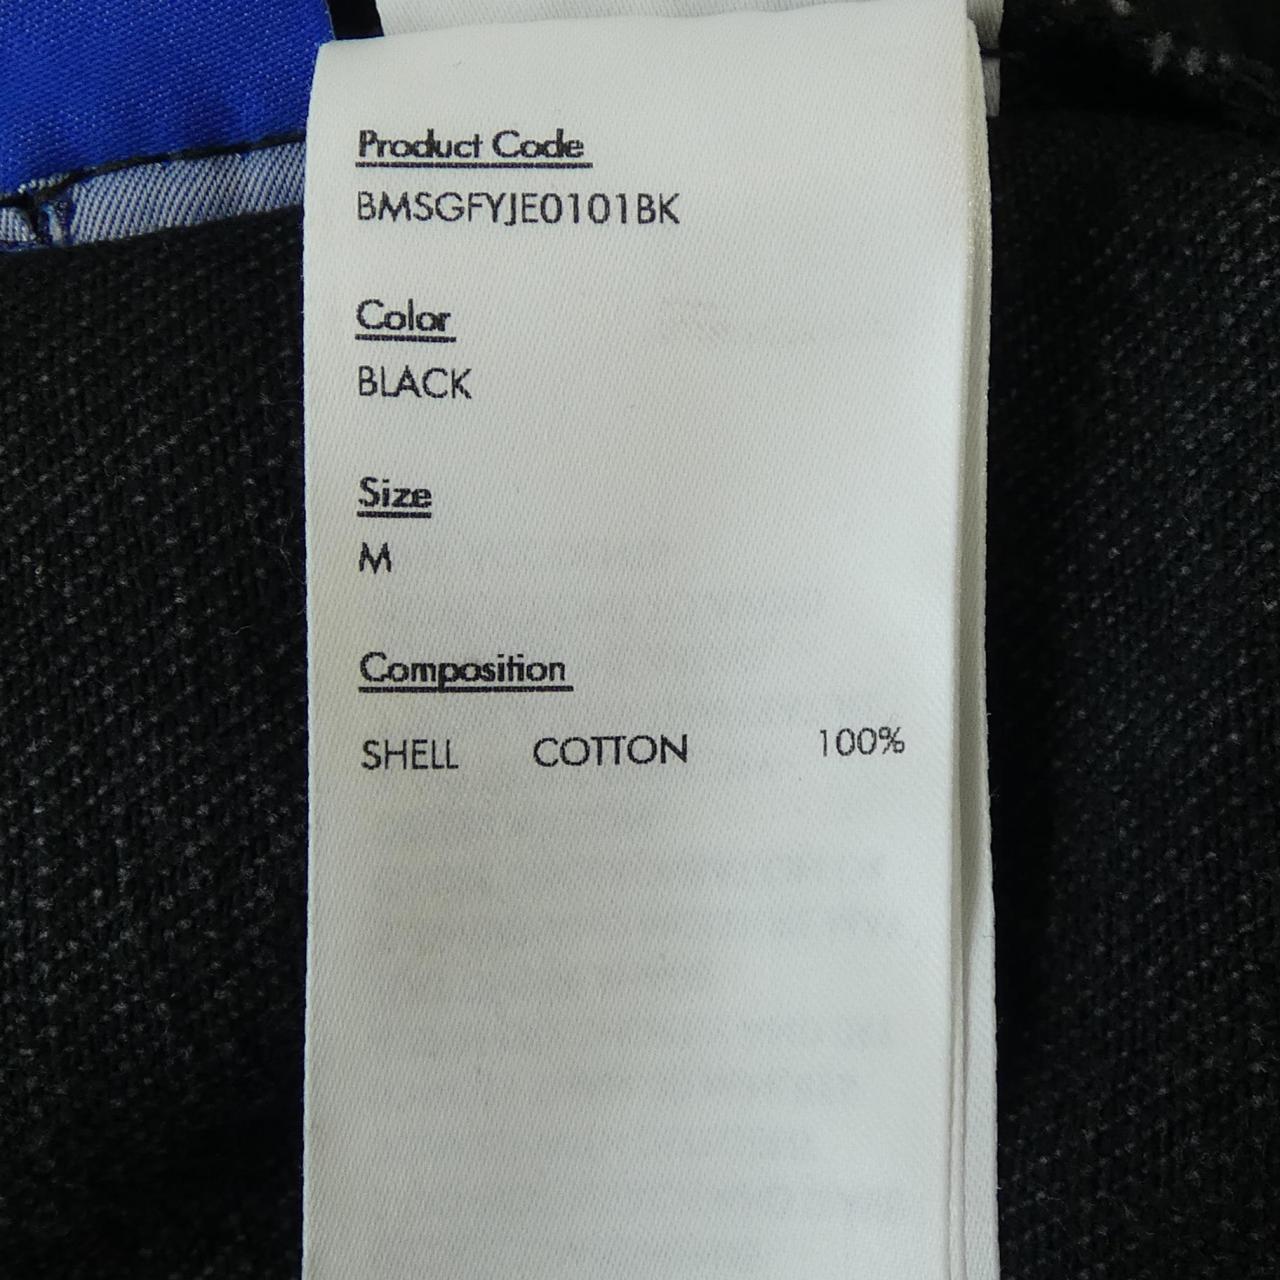 Product Code
BMSGFYJE0101BK
Color
BLACK
Size
M
Composition
SHELL COTTON 100%